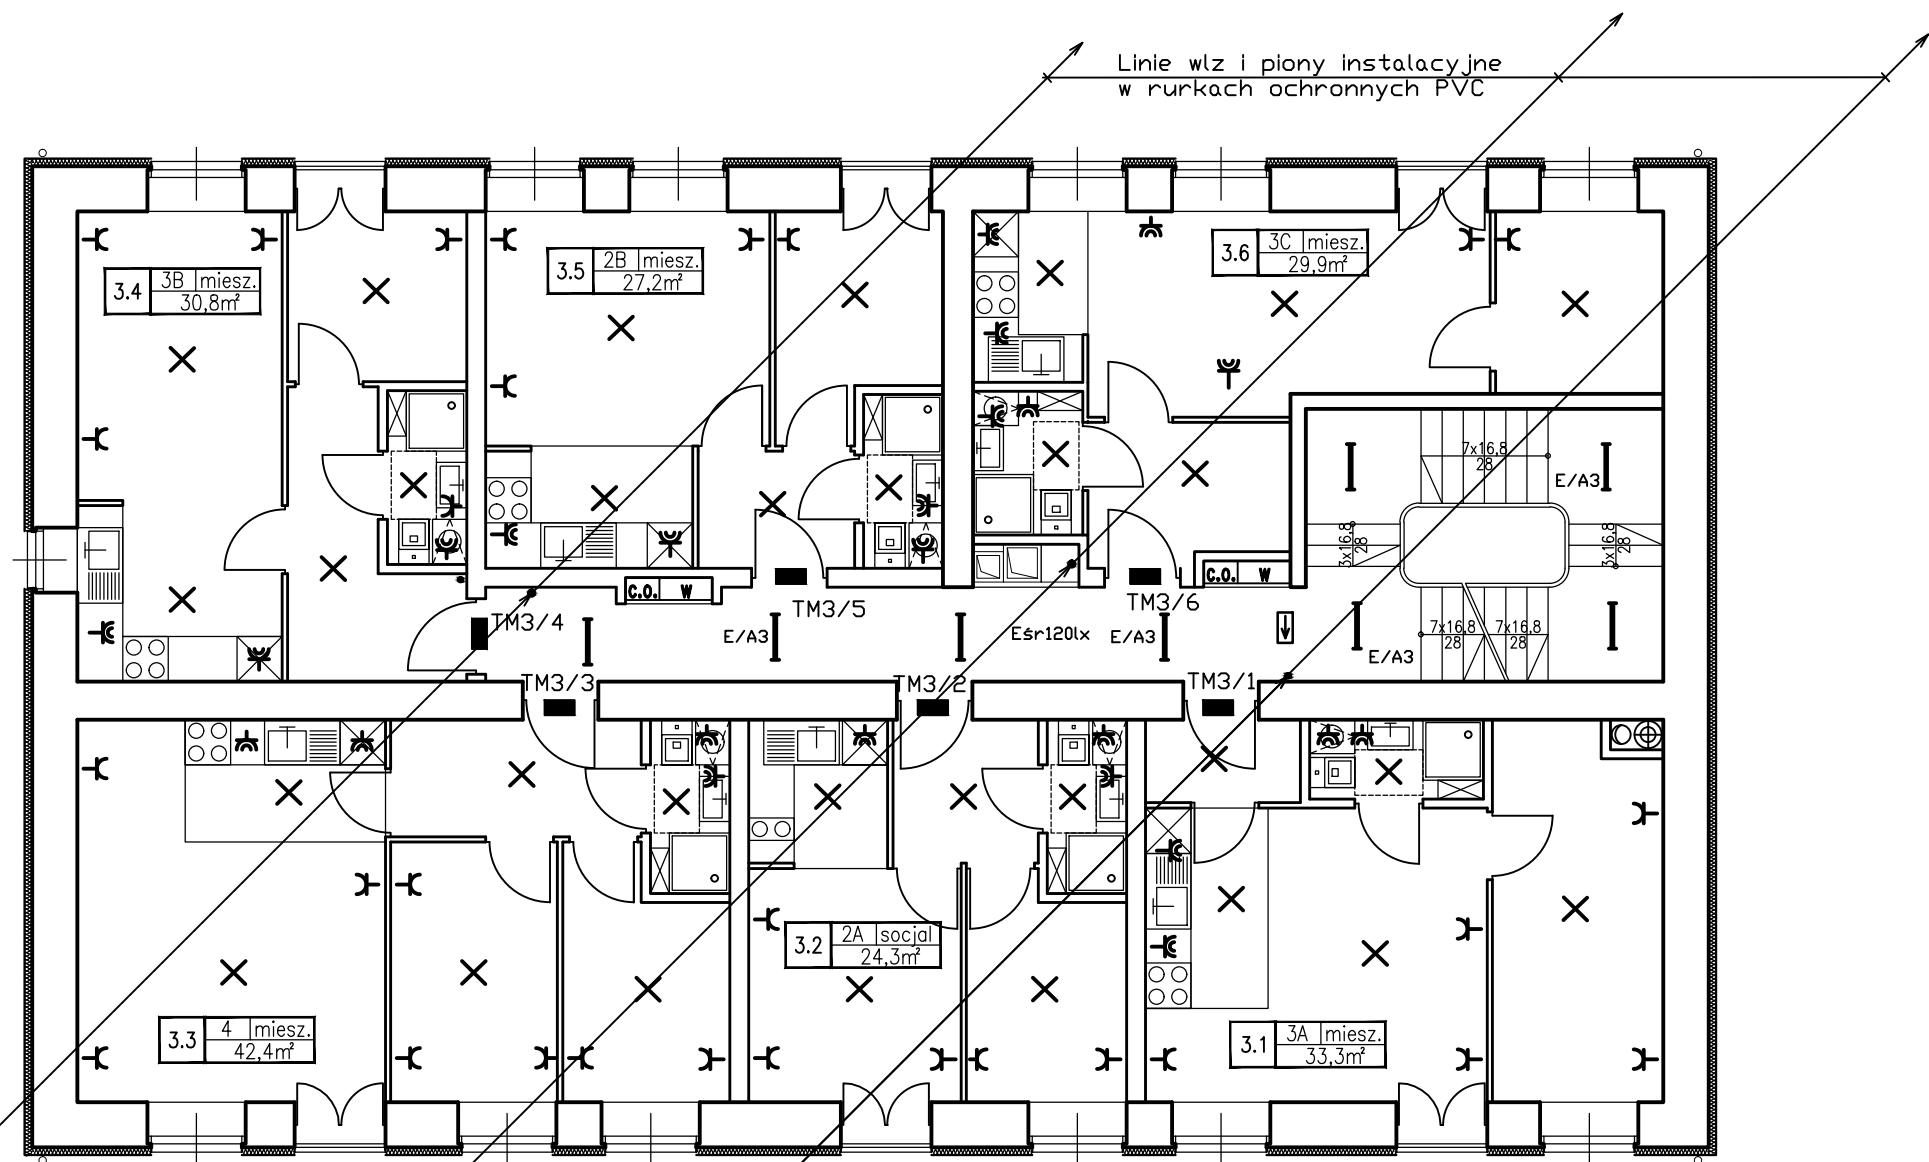 Linie wlz i piony instalacyjne
w rurkach ochronnych PVC
3.4 3B miesz.
30,8m²
3.5 2B miesz.
27,2m²
3.6 3C miesz.
29,9m²
7x16,8
28
E/A3
3x16,8
28
3x16,8
28
C.O. W
C.O. W
TM3/4
TM3/5
TM3/6
E/A3
Eśr120lx
E/A3
E/A3
7x16,8
28
7x16,8
28
TM3/3
TM3/2
TM3/1
3.2 2A socjal
24,3m²
3.3 4 miesz.
42,4m²
3.1 3A miesz.
33,3m²